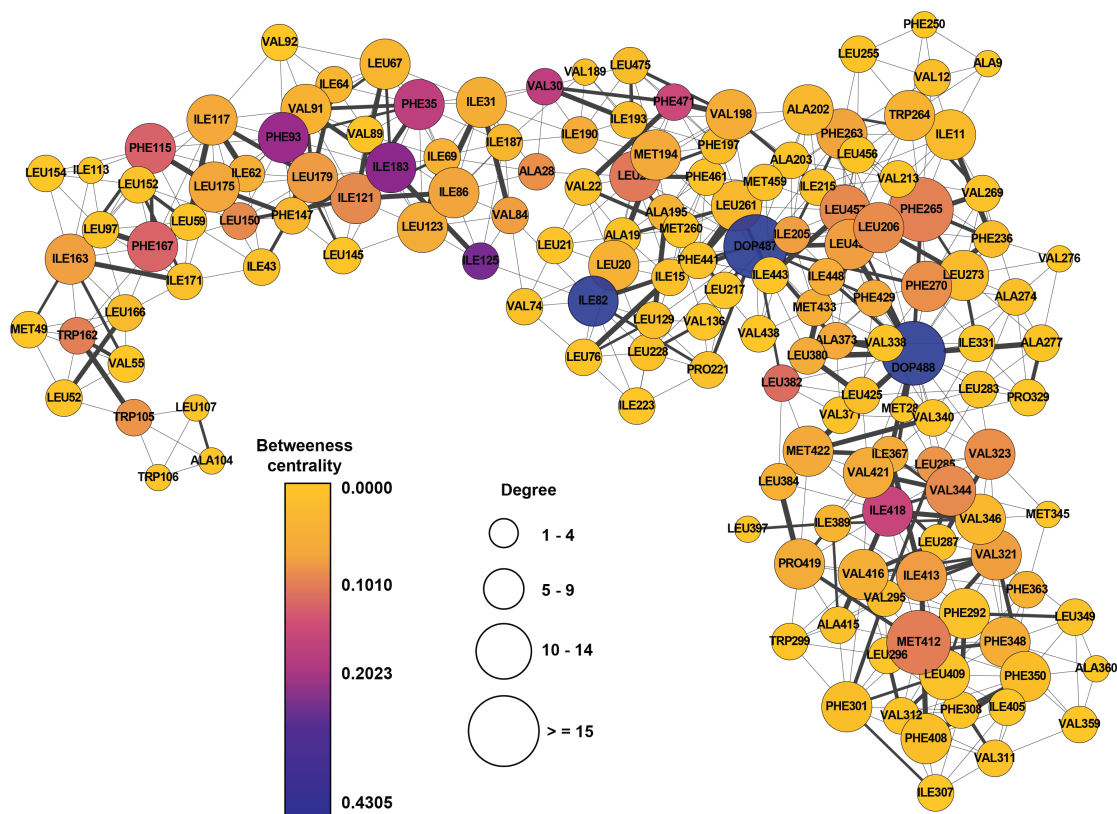 PHE250
VAL92
LEU255
LEU67
LEU475
ALA9
VAL189
VAL12
ILE64
VAL30
PHE35
ILE31
PHE471
VAL91
ALA202
VAL198
TRP264
ILE117
ILE193
PHE93
VAL89
ILE190
PHE263
ILE11
ILE187
PHE115
PHE197
MET194
LEU456
ILE69
ALA203
ILE183
LEU154
ILE113
ILE62
LEU179
ALA28
PHE461
VAL213
LEU152
LEU175
MET459
ILE215
VAL22
ILE86
VAL269
ILE121
LEU261
LEU457
PHE265
ALA195
VAL84
PHE147
LEU150
LEU59
LEU97
LEU123
MET260
LEU206
ALA19
ILE205
PHE236
PHE167
LEU21
DOP487
LEU145
VAL276
ILE163
ILE125
PHE441
LEU20
ILE43
ILE15
ILE443
ILE448
LEU273
ILE171
PHE270
LEU217
PHE429
ALA274
ILE82
VAL74
MET433
LEU166
LEU129
VAL136
MET49
TRP162
VAL438
ALA373
VAL338
ILE331
ALA277
LEU228
LEU76
LEU380
VAL55
PRO221
DOP488
LEU382
LEU283
LEU52
LEU425
PRO329
ILE223
LEU107
TRP105
VAL340
MET422
ILE367
VAL323
ALA104
LEU285
VAL421
TRP106
LEU384
VAL344
ILE418
MET345
VAL346
ILE389
LEU397
LEU287
VAL321
PRO419
VAL416
ILE413
PHE363
VAL295
PHE292
LEU349
ALA415
TRP299
MET412
PHE348
LEU296
ALA360
LEU409
PHE350
PHE301
ILE405
PHE308
VAL312
VAL359
PHE408
VAL311
ILE307
Betweeness
centrality
0.0000
0.1010
0.2023
0.4305
Degree
1 - 4
5 - 9
10 - 14
> = 15